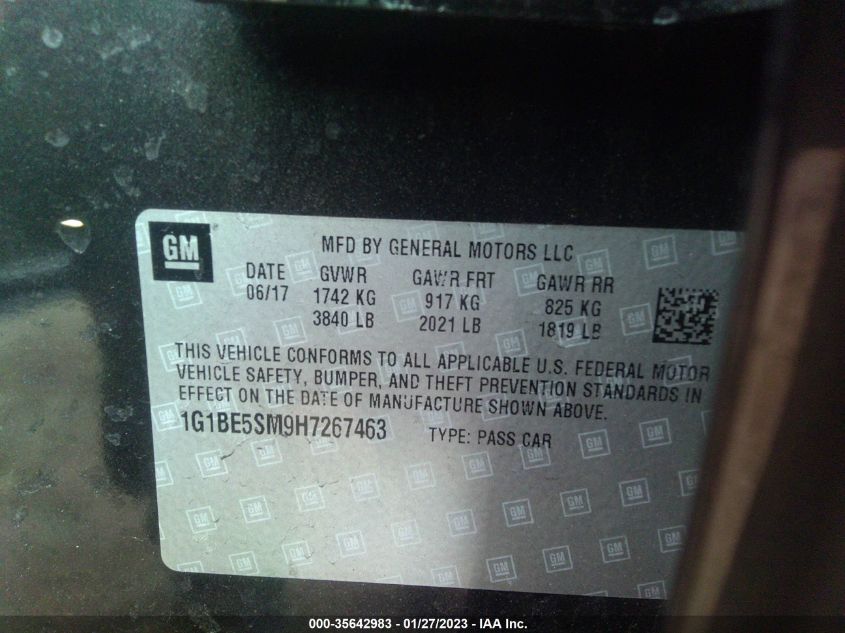 GM
MFD BY GENERAL MOTORS LLC
DATE GVWR GAWR FRT GAWR RR
06/17 1742 KG 917 KG 825 KG
3840 LB 2021 LB 1819 LB
THIS VEHICLE CONFORMS TO ALL APPLICABLE U.S. FEDERAL MOTOR
VEHICLE SAFETY, BUMPER, AND THEFT PREVENTION STANDARDS IN
EFFECT ON THE DATE OF MANUFACTURE SHOWN ABOVE.
1G1BE5SM9H7267463 TYPE: PASS CAR
000-35642983 - 01/27/2023 - IAA Inc.